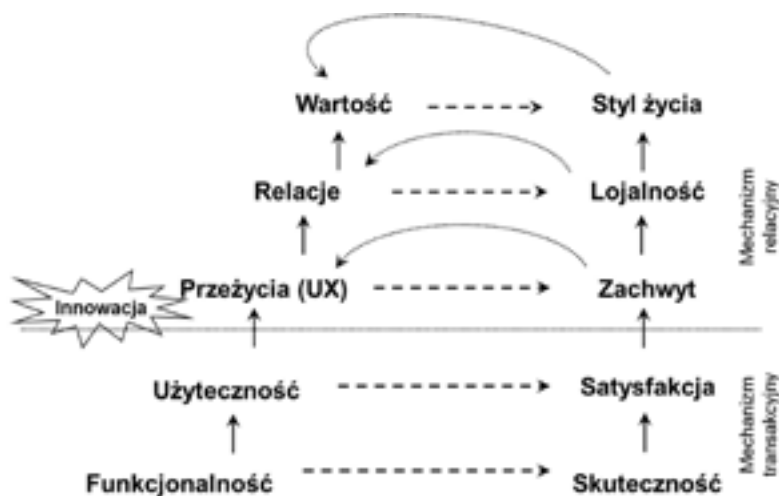 Wartość
Styl życia
Relacje
Lojalność
Mechanizm
relacyjny
Innowacja
Przeżycia (UX)
Zachwyt
Użyteczność
Satysfakcja
Mechanizm
transakcyjny
Funkcjonalność
Skuteczność